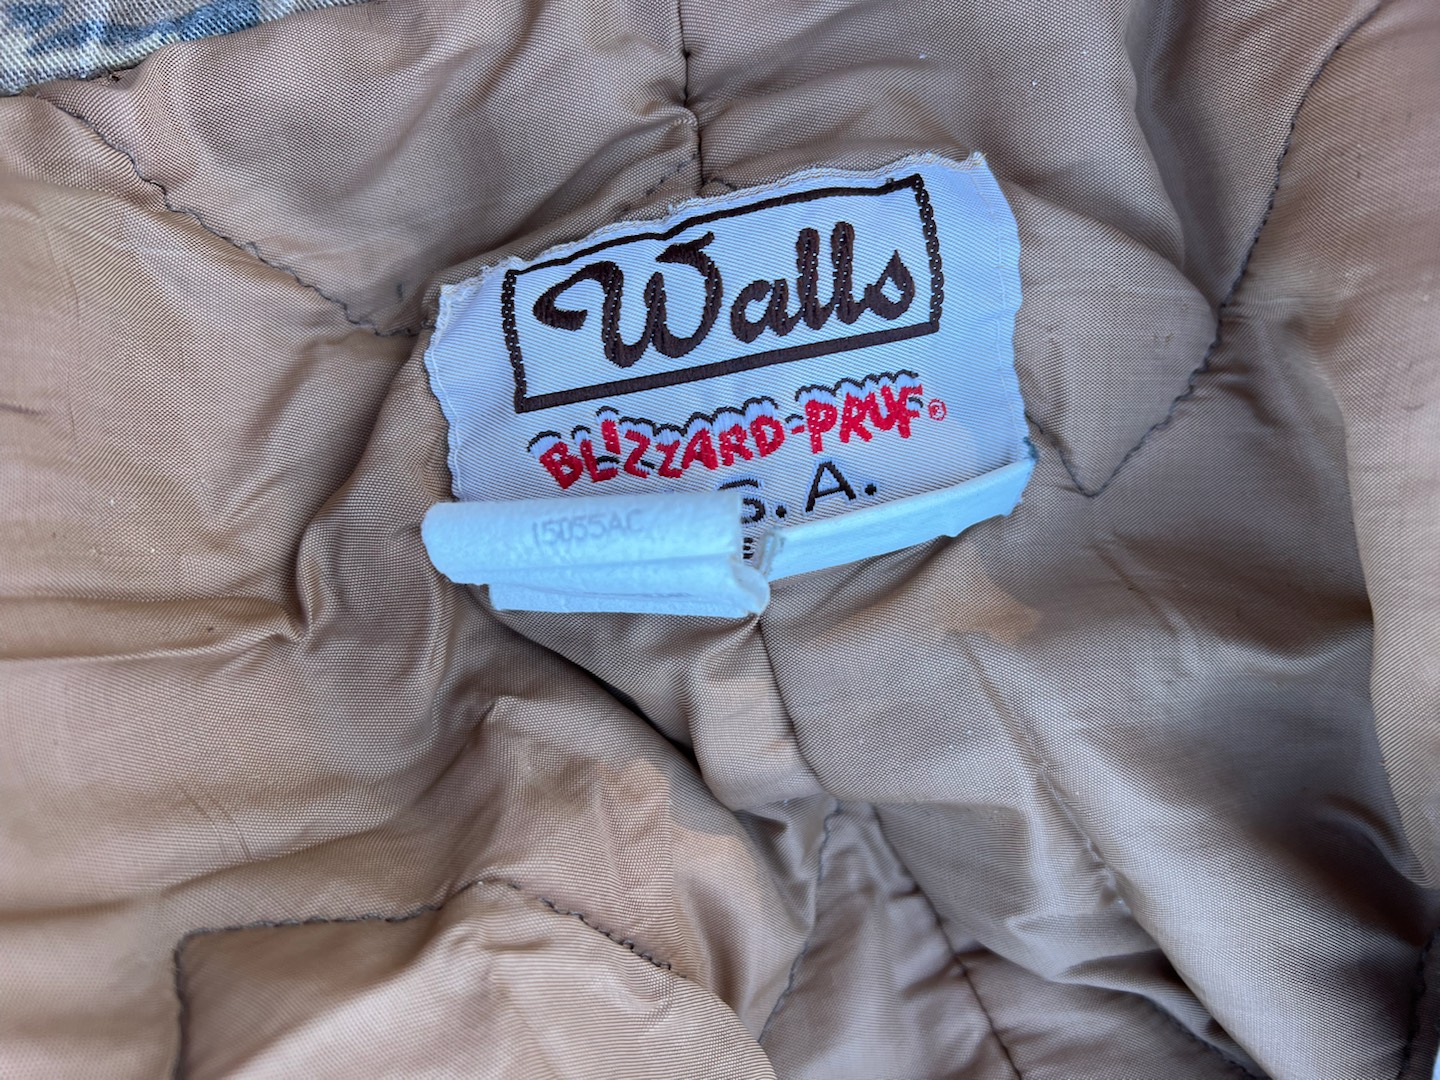 Walls
BLIZZARD-PRUF®
S. A.
15055AC